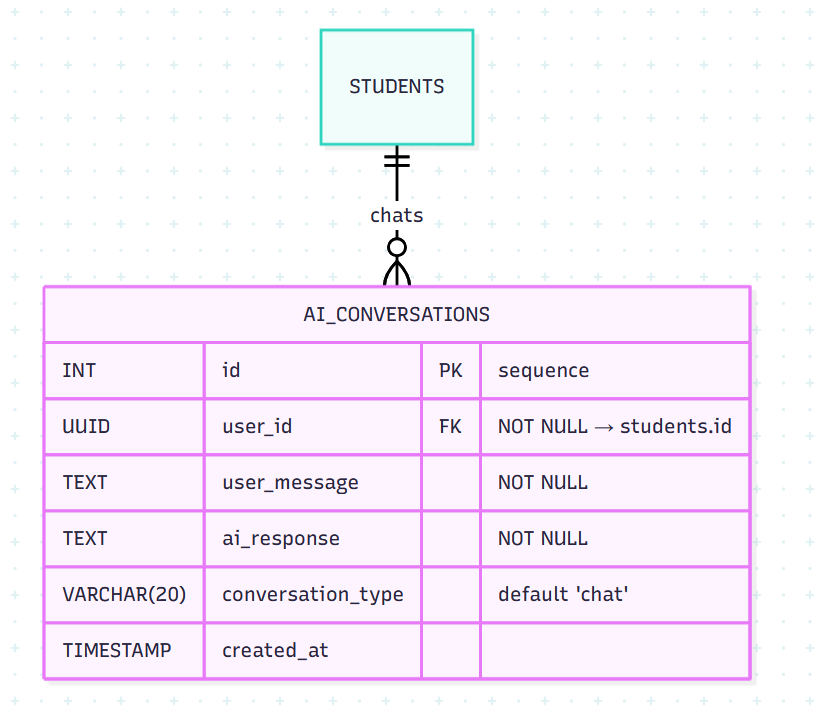 STUDENTS
chats
AI_CONVERSATIONS
INT id PK sequence
UUID user_id FK NOT NULL → students.id
TEXT user_message NOT NULL
TEXT ai_response NOT NULL
VARCHAR(20) conversation_type default 'chat'
TIMESTAMP created_at